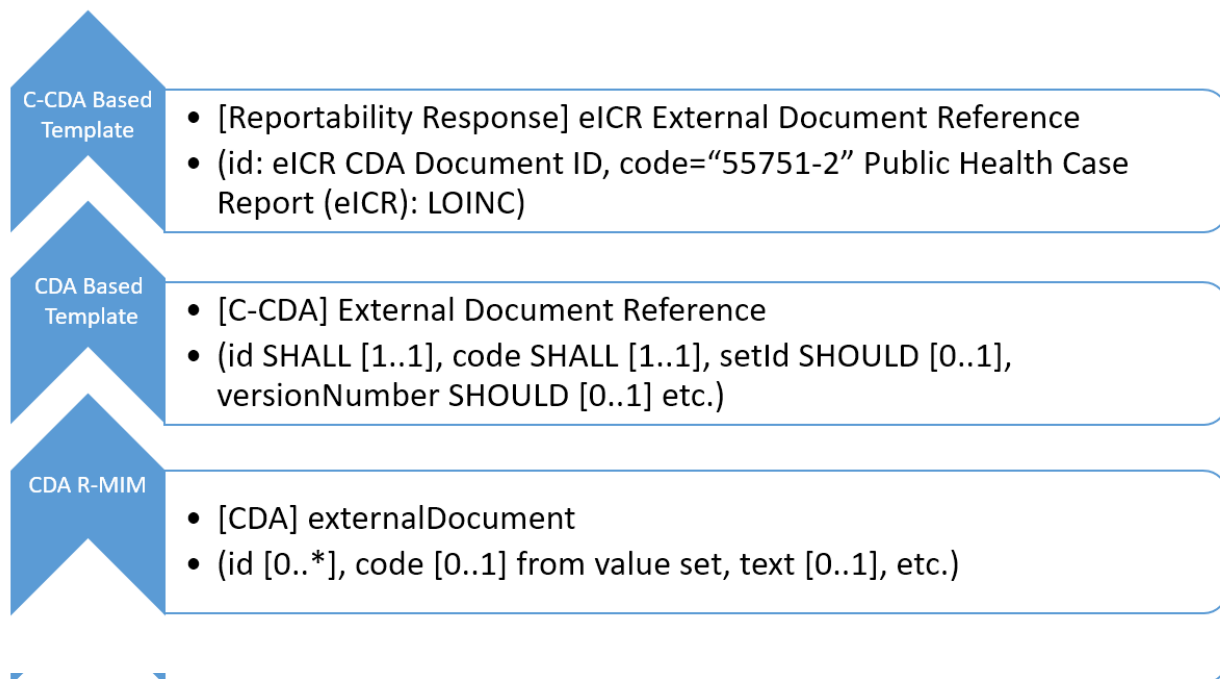 C-CDA Based
Template
• [Reportability Response] eICR External Document Reference
• (id: eICR CDA Document ID, code=“55751-2” Public Health Case
Report (eICR): LOINC)
CDA Based
Template
• [C-CDA] External Document Reference
• (id SHALL [1..1], code SHALL [1..1], setId SHOULD [0..1],
versionNumber SHOULD [0..1] etc.)
CDA R-MIM
• [CDA] externalDocument
• (id [0..*], code [0..1] from value set, text [0..1], etc.)